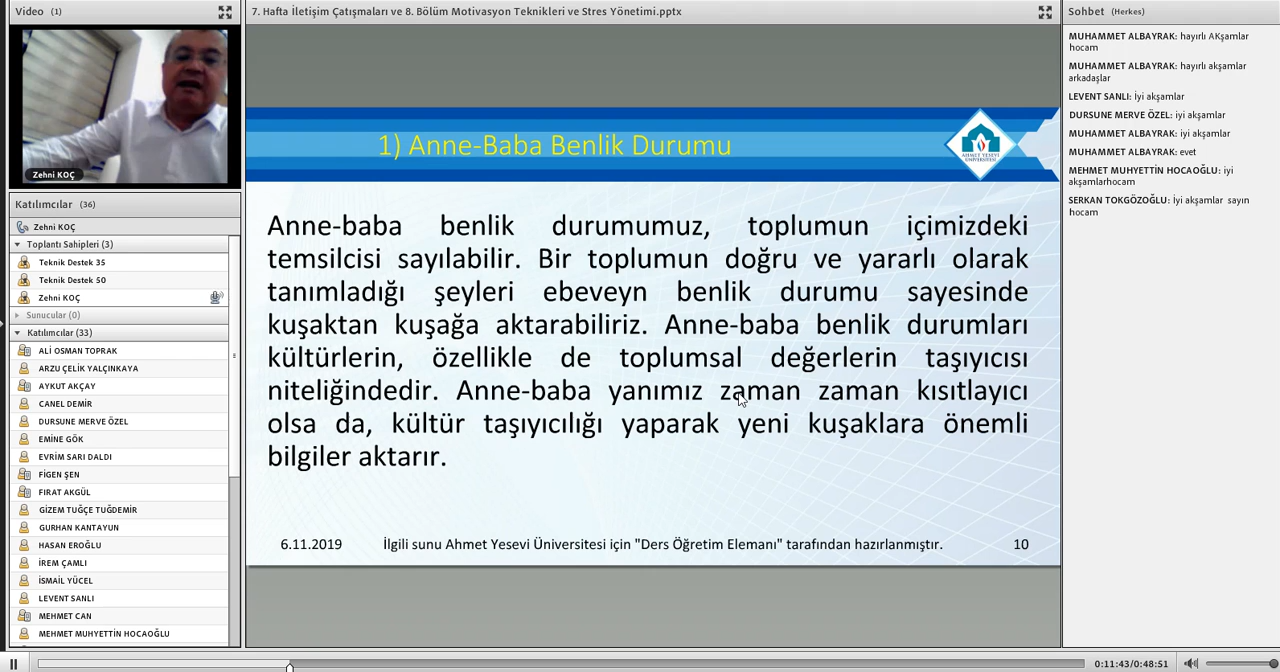 Video (1)
Zehni KOÇ
Katılımcılar (36)
Zehni KOÇ
Toplantı Sahipleri (3)
Teknik Destek 35
Teknik Destek 50
Zehni KOÇ
Sunucular (0)
Katılımcılar (33)
ALİ OSMAN TOPRAK
ARZU ÇELİK YALÇINKAYA
AYKUT AKÇAY
CANEL DEMİR
DURSUNE MERVE ÖZEL
EMİNE GÖK
EVRİM SARI DALDI
FİGEN ŞEN
FIRAT AKGÜL
GİZEM TUĞÇE TUĞDEMİR
GURHAN KANTAYUN
HASAN EROĞLU
İREM ÇAMLI
İSMAİL YÜCEL
LEVENT SANLI
MEHMET CAN
MEHMET MUHYETTİN HOCAOĞLU
7. Hafta İletişim Çatışmaları ve 8. Bölüm Motivasyon Teknikleri ve Stres Yönetimi.pptx
1) Anne-Baba Benlik Durumu
AHMET YESEVİ
ÜNİVERSİTESİ
Anne-baba benlik durumumuz, toplumun içimizdeki
temsilcisi sayılabilir. Bir toplumun doğru ve yararlı olarak
tanımladığı şeyleri ebeveyn benlik durumu sayesinde
kuşaktan kuşağa aktarabiliriz. Anne-baba benlik durumları
kültürlerin, özellikle de toplumsal değerlerin taşıyıcısı
niteliğindedir. Anne-baba yanımız zaman zaman kısıtlayıcı
olsa da, kültür taşıyıcılığı yaparak yeni kuşaklara önemli
bilgiler aktarır.
6.11.2019
İlgili sunu Ahmet Yesevi Üniversitesi için "Ders Öğretim Elemanı" tarafından hazırlanmıştır.
10
Sohbet (Herkes)
MUHAMMET ALBAYRAK: hayırlı AKşamlar
hocam
MUHAMMET ALBAYRAK: hayırlı akşamlar
arkadaşlar
LEVENT SANLI: İyi akşamlar
DURSUNE MERVE ÖZEL: iyi akşamlar
MUHAMMET ALBAYRAK: iyi akşamlar
MUHAMMET ALBAYRAK: evet
MEHMET MUHYETTİN HOCAOĞLU: iyi
akşamlarhocam
SERKAN TOKGÖZOĞLU: İyi akşamlar sayın
hocam
0:11:43/0:48:51